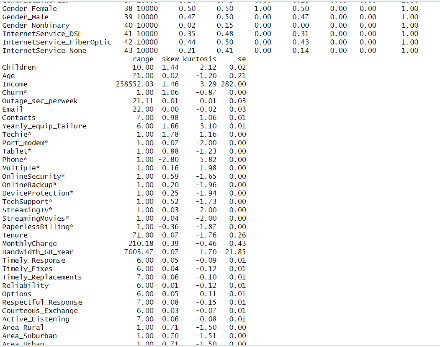 Gender_Female 38 10000 0.50 0.50 1.00 0.50 0.00 0.00 1.00
Gender_Male 39 10000 0.47 0.50 0.00 0.47 0.00 0.00 1.00
Gender_Nonbinary 40 10000 0.02 0.15 0.00 0.00 0.00 0.00 1.00
InternetService_DSL 41 10000 0.35 0.48 0.00 0.31 0.00 0.00 1.00
InternetService_FiberOptic 42 10000 0.44 0.50 0.00 0.43 0.00 0.00 1.00
InternetService_None 43 10000 0.21 0.41 0.00 0.14 0.00 0.00 1.00
range skew kurtosis se
Children 10.00 1.44 2.12 0.02
Age 71.00 0.02 -1.20 0.21
Income 258552.03 1.46 3.29 282.00
Churn* 1.00 1.06 -0.87 0.00
Outage_sec_perweek 21.11 0.01 0.01 0.03
Email 22.00 0.00 -0.02 0.03
Contacts 7.00 0.98 1.06 0.01
Yearly_equip_failure 6.00 1.66 3.10 0.01
Techie* 1.00 1.78 1.16 0.00
Port_modem* 1.00 0.07 -2.00 0.00
Tablet* 1.00 0.88 -1.23 0.00
Phone* 1.00 -2.80 5.82 0.00
Multiple* 1.00 0.16 -1.98 0.00
OnlineSecurity* 1.00 0.59 -1.65 0.00
OnlineBackup* 1.00 0.20 -1.96 0.00
DeviceProtection* 1.00 0.25 -1.94 0.00
TechSupport* 1.00 0.52 -1.73 0.00
StreamingTV* 1.00 0.03 -2.00 0.00
StreamingMovies* 1.00 0.04 -2.00 0.00
PaperlessBilling* 1.00 -0.36 -1.87 0.00
Tenure 71.00 0.07 -1.76 0.26
MonthlyCharge 210.18 0.39 -0.46 0.43
Bandwidth_GB_Year 7003.47 0.07 -1.70 21.85
Timely_Response 6.00 0.05 -0.09 0.01
Timely_Fixes 6.00 0.04 -0.12 0.01
Timely_Replacements 7.00 0.06 -0.10 0.01
Reliability 6.00 0.01 -0.12 0.01
Options 6.00 0.05 0.11 0.01
Respectful_Response 7.00 0.08 -0.15 0.01
Courteous_Exchange 6.00 0.03 -0.07 0.01
Active_Listening 7.00 0.06 0.08 0.01
Area_Rural 1.00 0.71 -1.50 0.00
Area_Suburban 1.00 0.70 -1.51 0.00
Area_Urban 1.00 0.71 -1.50 0.00